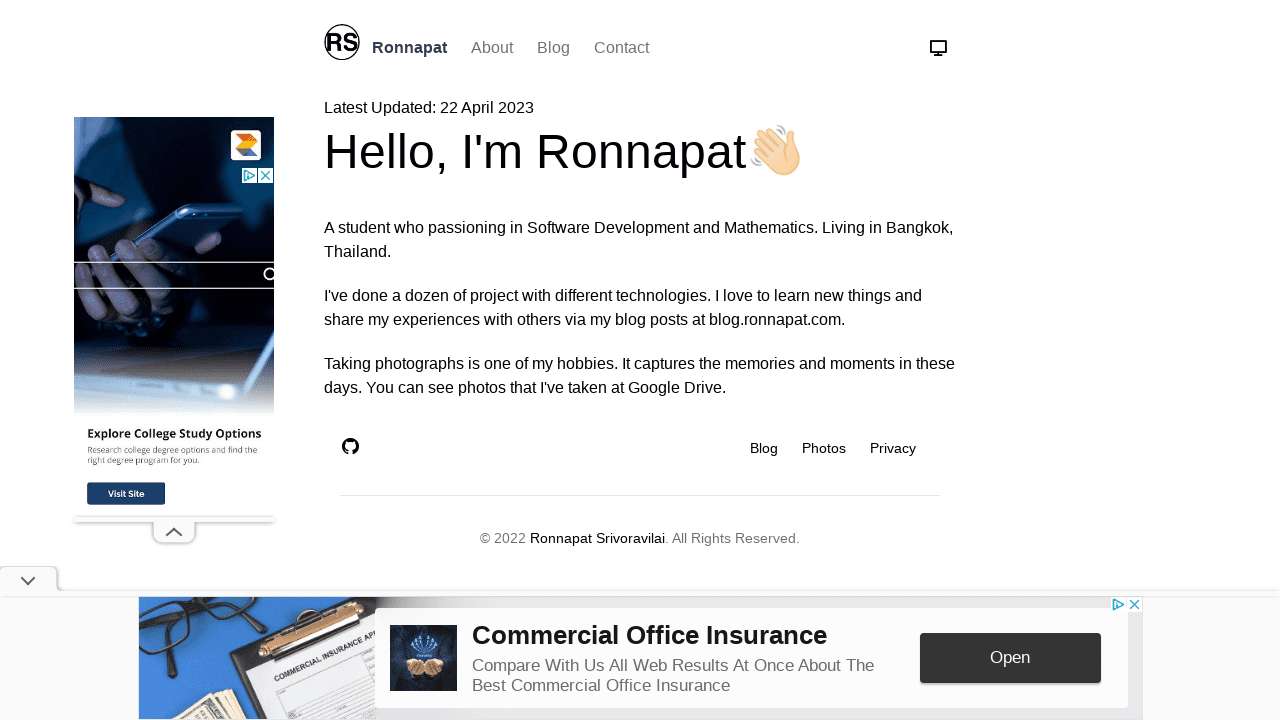 RS
Ronnapat About Blog Contact
Latest Updated: 22 April 2023
Hello, I'm Ronnapat👋🏼
A student who passioning in Software Development and Mathematics. Living in Bangkok,
Thailand.
I've done a dozen of project with different technologies. I love to learn new things and
share my experiences with others via my blog posts at blog.ronnapat.com.
Taking photographs is one of my hobbies. It captures the memories and moments in these
days. You can see photos that I've taken at Google Drive.
Explore College Study Options
Research college degree options and find the
right degree program for you.
Visit Site
Blog Photos Privacy
© 2022 Ronnapat Srivoravilai. All Rights Reserved.
COMMERCIAL INSURANCE AP
Commercial Office Insurance
Compare With Us All Web Results At Once About The
Best Commercial Office Insurance
Open